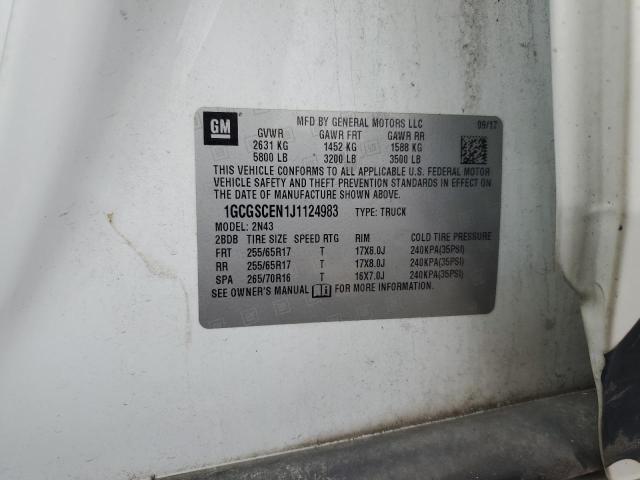 GM
MFD BY GENERAL MOTORS LLC 09/17
GVWR GAWR FRT GAWR RR
2631 KG 1452 KG 1588 KG
5800 LB 3200 LB 3500 LB
THIS VEHICLE CONFORMS TO ALL APPLICABLE U.S. FEDERAL
VEHICLE SAFETY AND THEFT PREVENTION STANDARDS IN EFFECT ON
THE DATE OF MANUFACTURE SHOWN ABOVE.
1GCGSCEN1J1124983 TYPE: TRUCK
MODEL: 2N43
2BDB TIRE SIZE SPEED RTG RIM COLD TIRE PRESSURE
FRT 255/65R17 T 17X8.0J 240KPA(35PSI)
RR 255/65R17 T 17X8.0J 240KPA(35PSI)
SPA 265/70R16 T 16X7.0J 240KPA(35PSI)
SEE OWNER'S MANUAL FOR MORE INFORMATION.